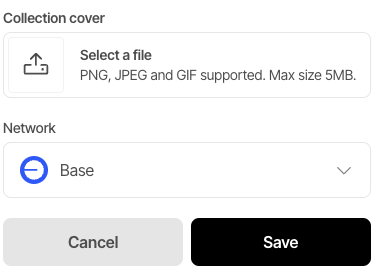 Collection cover
Select a file
PNG, JPEG and GIF supported. Max size 5MB.
Network
Base
Cancel
Save